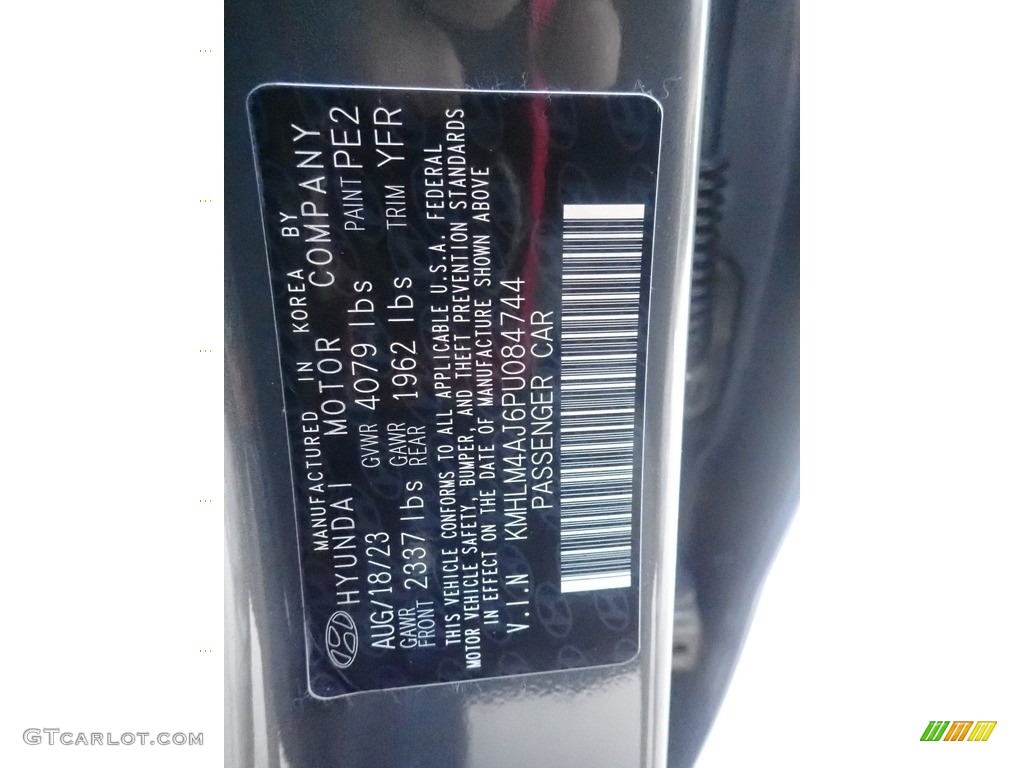 MANUFACTURED IN KOREA BY
HYUNDAI MOTOR COMPANY
AUG/18/23 GVWR 4079 lbs PAINT PE2
GAWR FRONT 2337 lbs GAWR REAR 1962 lbs TRIM YFR
THIS VEHICLE CONFORMS TO ALL APPLICABLE U.S.A. FEDERAL
MOTOR VEHICLE SAFETY, BUMPER, AND THEFT PREVENTION STANDARDS
IN EFFECT ON THE DATE OF MANUFACTURE SHOWN ABOVE
V.I.N KMHLM4AJ6PU084744
PASSENGER CAR
GTCarlot.com